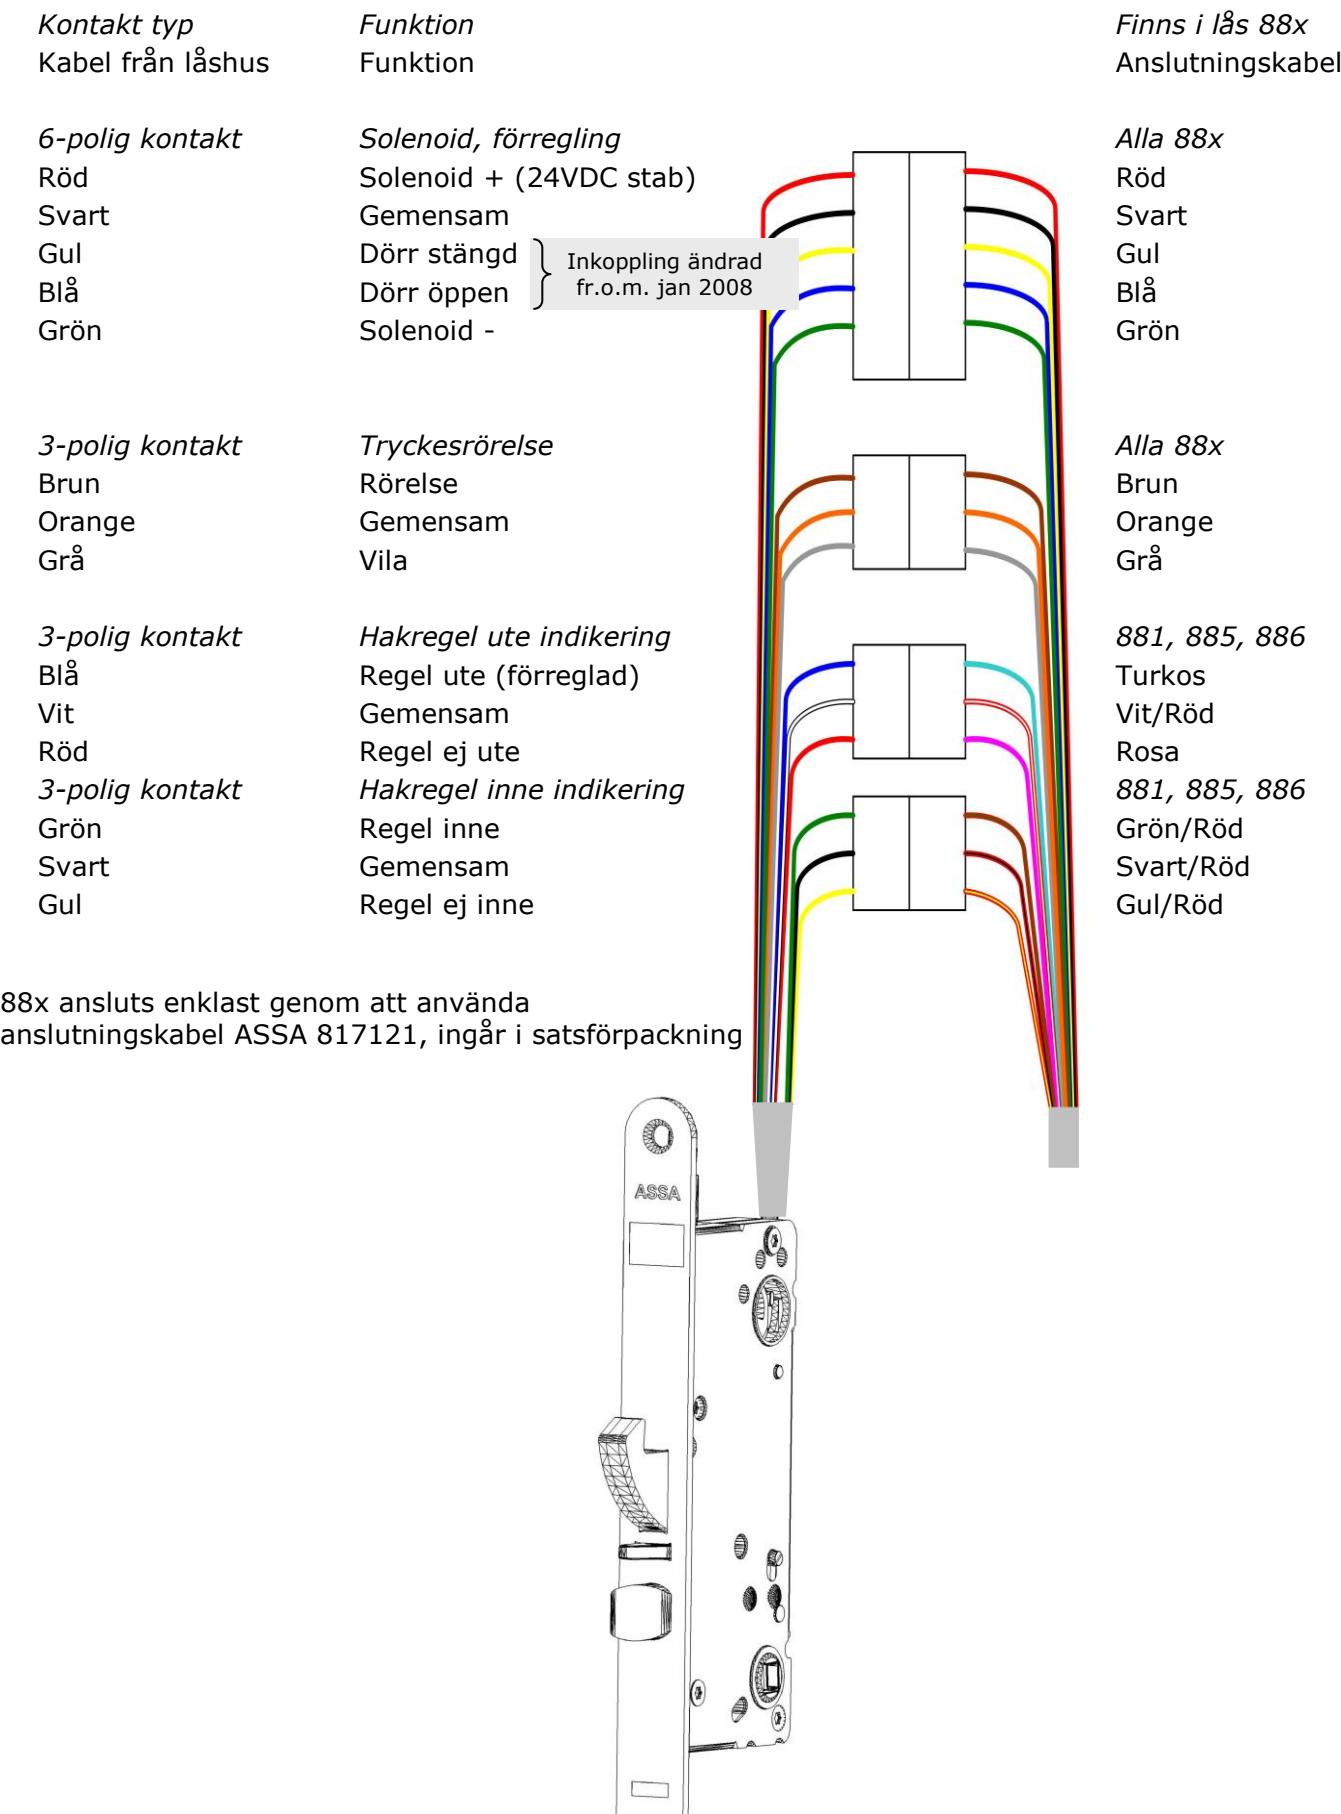 Kontakt typ Funktion Finns i lås 88x
Kabel från låshus Funktion Anslutningskabel
6-polig kontakt Solenoid, förregling Alla 88x
Röd Solenoid + (24VDC stab) Röd
Svart Gemensam Svart
Gul Dörr stängd Inkoppling ändrad Gul
Blå Dörr öppen fr.o.m. jan 2008 Blå
Grön Solenoid - Grön
3-polig kontakt Tryckesrörelse Alla 88x
Brun Rörelse Brun
Orange Gemensam Orange
Grå Vila Grå
3-polig kontakt Hakregel ute indikering 881, 885, 886
Blå Regel ute (förreglad) Turkos
Vit Gemensam Vit/Röd
Röd Regel ej ute Rosa
3-polig kontakt Hakregel inne indikering 881, 885, 886
Grön Regel inne Grön/Röd
Svart Gemensam Svart/Röd
Gul Regel ej inne Gul/Röd
88x ansluts enklast genom att använda
anslutningskabel ASSA 817121, ingår i satsförpackning
ASSA